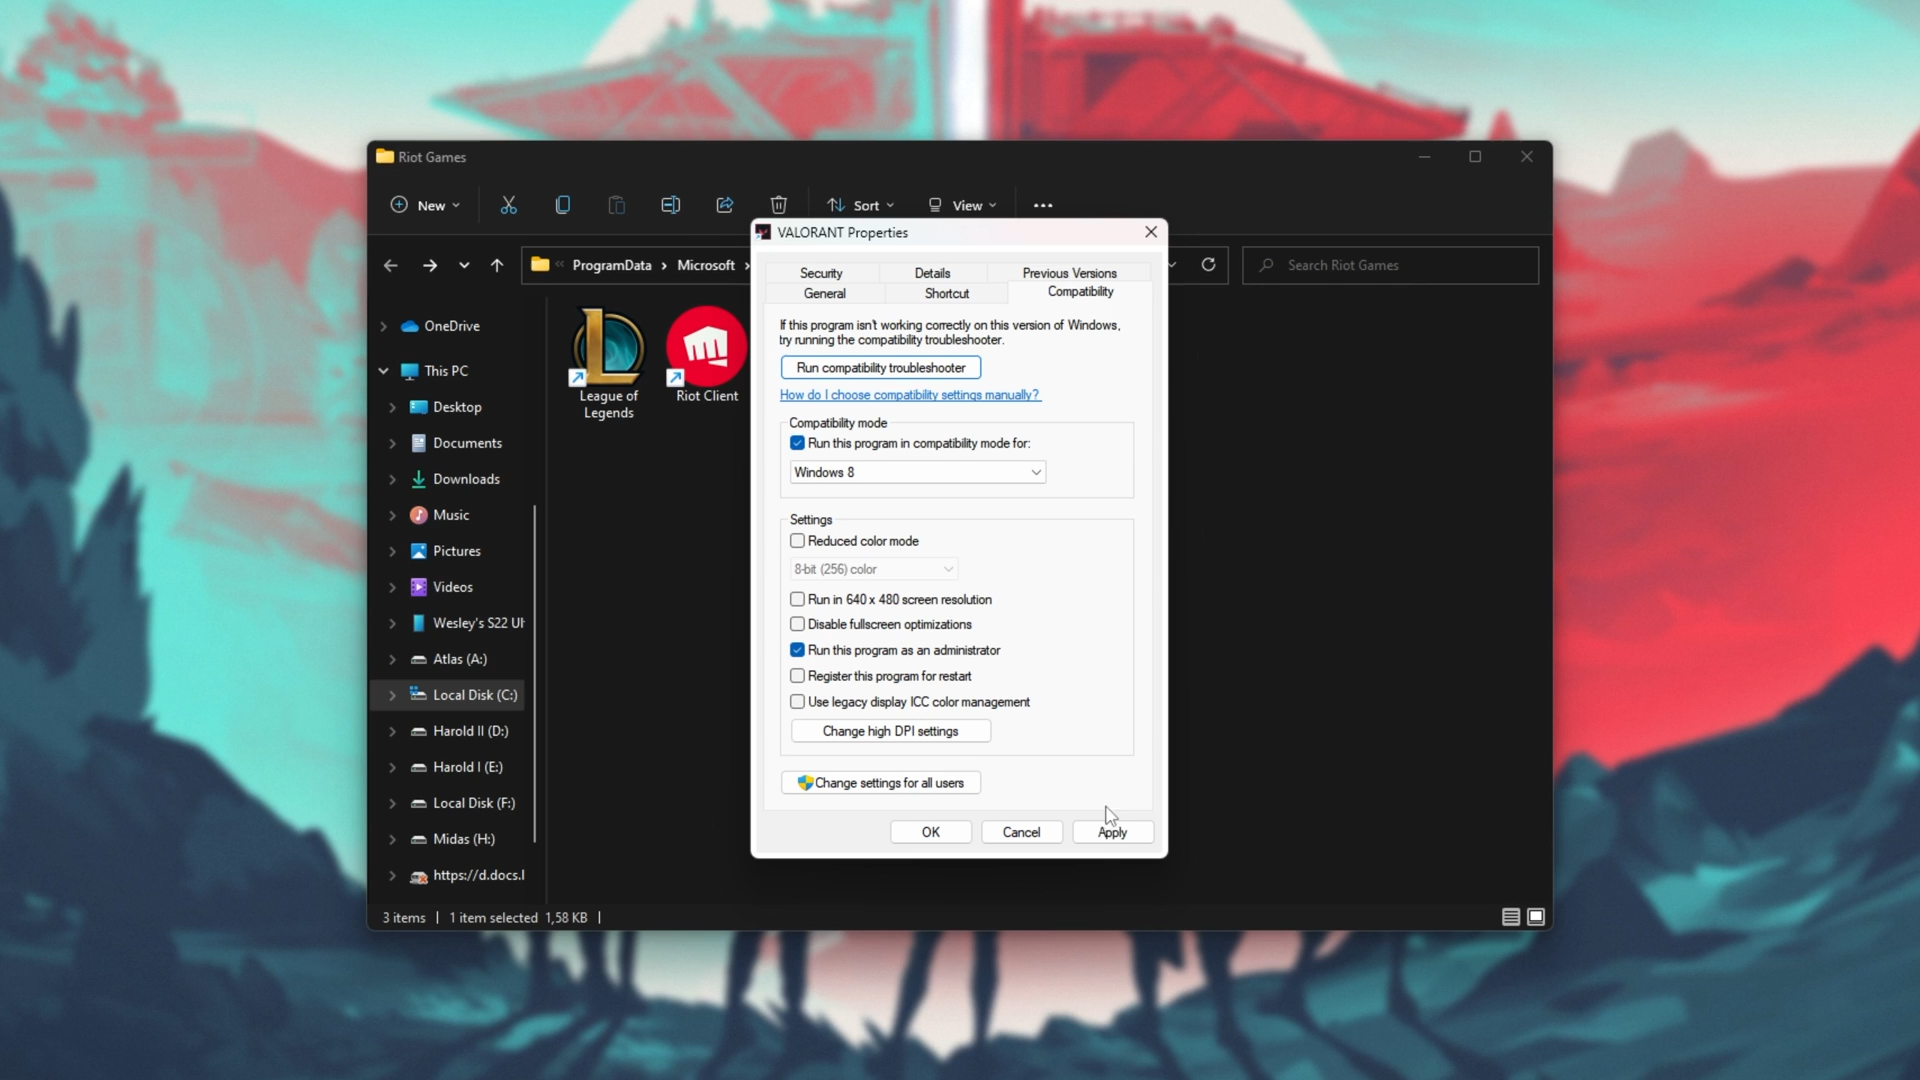 Riot Games
New
Sort
View
ProgramData
Microsoft
Search Riot Games
OneDrive
This PC
Desktop
Documents
Downloads
Music
Pictures
Videos
Wesley's S22 Ul
Atlas (A:)
Local Disk (C:)
Harold II (D:)
Harold I (E:)
Local Disk (F:)
Midas (H:)
https://d.docs.l
League of
Legends
Riot Client
3 items
1 item selected 1,58 KB
VALORANT Properties
Security
Details
Previous Versions
General
Shortcut
Compatibility
If this program isn't working correctly on this version of Windows,
try running the compatibility troubleshooter.
Run compatibility troubleshooter
How do I choose compatibility settings manually?
Compatibility mode
Run this program in compatibility mode for:
Windows 8
Settings
Reduced color mode
8-bit (256) color
Run in 640 x 480 screen resolution
Disable fullscreen optimizations
Run this program as an administrator
Register this program for restart
Use legacy display ICC color management
Change high DPI settings
Change settings for all users
OK
Cancel
Apply